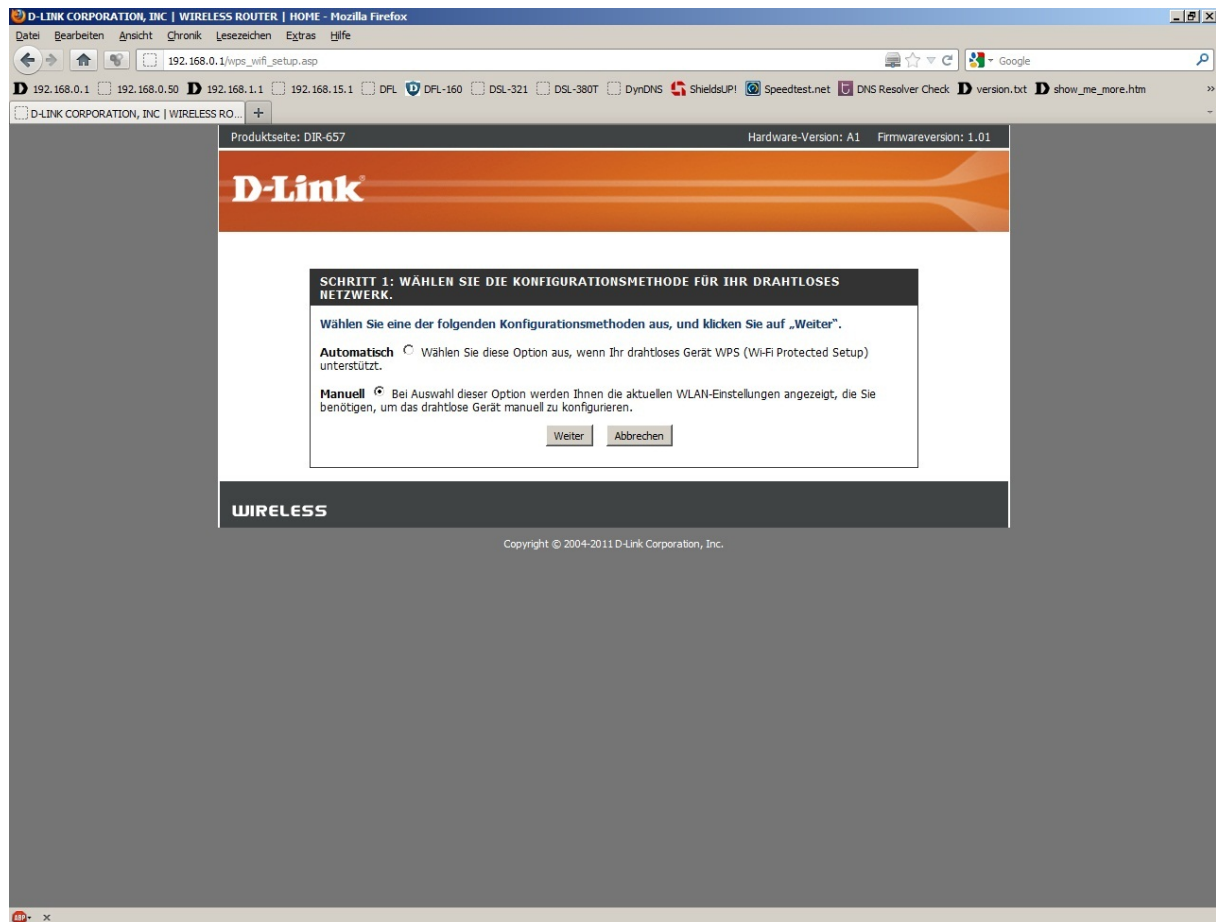 D-LINK CORPORATION, INC | WIRELESS ROUTER | HOME - Mozilla Firefox
Datei Bearbeiten Ansicht Chronik Lesezeichen Extras Hilfe
192.168.0.1/wps_wifi_setup.asp
Google
192.168.0.1 192.168.0.50 192.168.1.1 192.168.15.1 DFL DFL-160 DSL-321 DSL-380T DynDNS ShieldsUP! Speedtest.net DNS Resolver Check version.txt show_me_more.htm »
D-LINK CORPORATION, INC | WIRELESS RO...
Produktseite: DIR-657 Hardware-Version: A1 Firmwareversion: 1.01
D-Link
SCHRITT 1: WÄHLEN SIE DIE KONFIGURATIONSMETHODE FÜR IHR DRAHTLOSES
NETZWERK.
Wählen Sie eine der folgenden Konfigurationsmethoden aus, und klicken Sie auf „Weiter“.
Automatisch Wählen Sie diese Option aus, wenn Ihr drahtloses Gerät WPS (Wi-Fi Protected Setup)
unterstützt.
Manuell Bei Auswahl dieser Option werden Ihnen die aktuellen WLAN-Einstellungen angezeigt, die Sie
benötigen, um das drahtlose Gerät manuell zu konfigurieren.
Weiter Abbrechen
WIRELESS
Copyright © 2004-2011 D-Link Corporation, Inc.
ABP